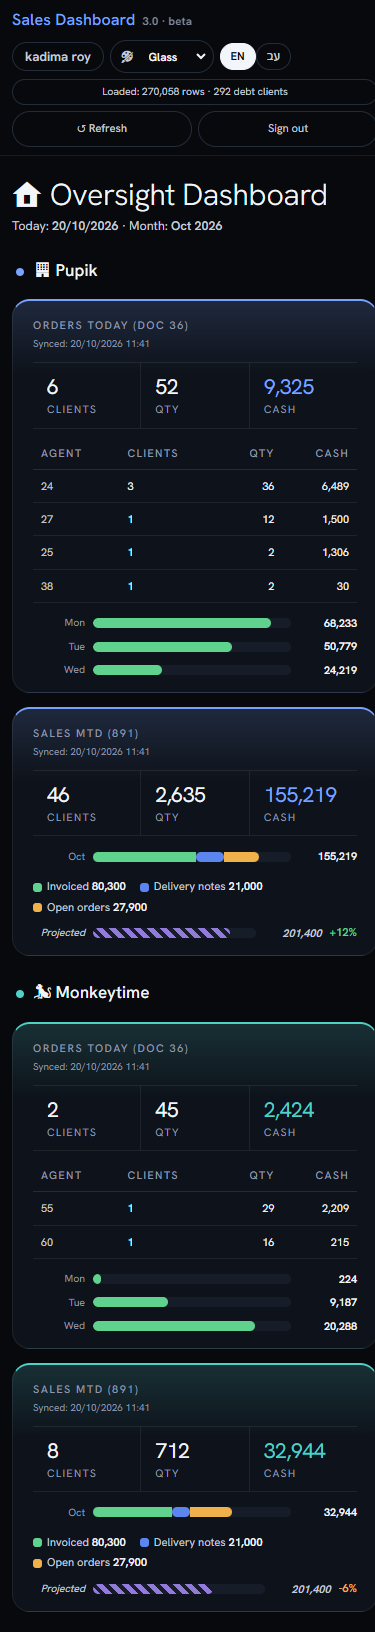 Sales Dashboard 3.0 · beta
kadima roy Glass EN עב
Loaded: 270,058 rows · 292 debt clients
↺ Refresh Sign out
Oversight Dashboard
Today: 20/10/2026 · Month: Oct 2026
Pupik
ORDERS TODAY (DOC 36)
Synced: 20/10/2026 11:41
6 52 9,325
CLIENTS QTY CASH
AGENT CLIENTS QTY CASH
24 3 36 6,489
27 1 12 1,500
25 1 2 1,306
38 1 2 30
Mon 68,233
Tue 50,779
Wed 24,219
SALES MTD (891)
Synced: 20/10/2026 11:41
46 2,635 155,219
CLIENTS QTY CASH
Oct 155,219
Invoiced 80,300 Delivery notes 21,000
Open orders 27,900
Projected 201,400 +12%
Monkeytime
ORDERS TODAY (DOC 36)
Synced: 20/10/2026 11:41
2 45 2,424
CLIENTS QTY CASH
AGENT CLIENTS QTY CASH
55 1 29 2,209
60 1 16 215
Mon 224
Tue 9,187
Wed 20,288
SALES MTD (891)
Synced: 20/10/2026 11:41
8 712 32,944
CLIENTS QTY CASH
Oct 32,944
Invoiced 80,300 Delivery notes 21,000
Open orders 27,900
Projected 201,400 -6%